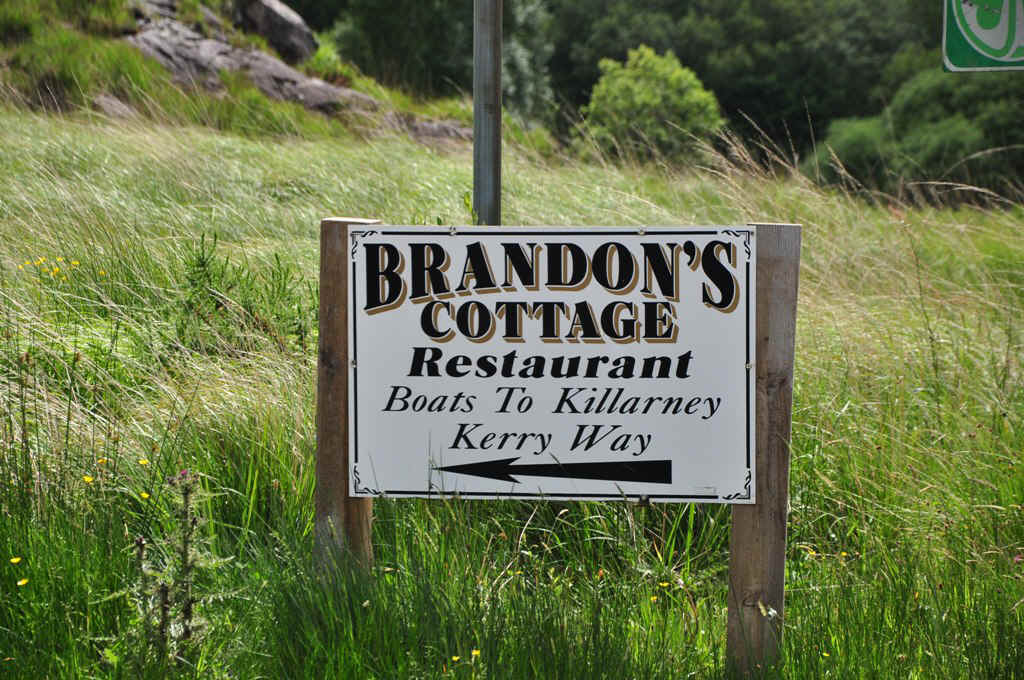 BRANDON'S
COTTAGE
Restaurant
Boats To Killarney
Kerry Way